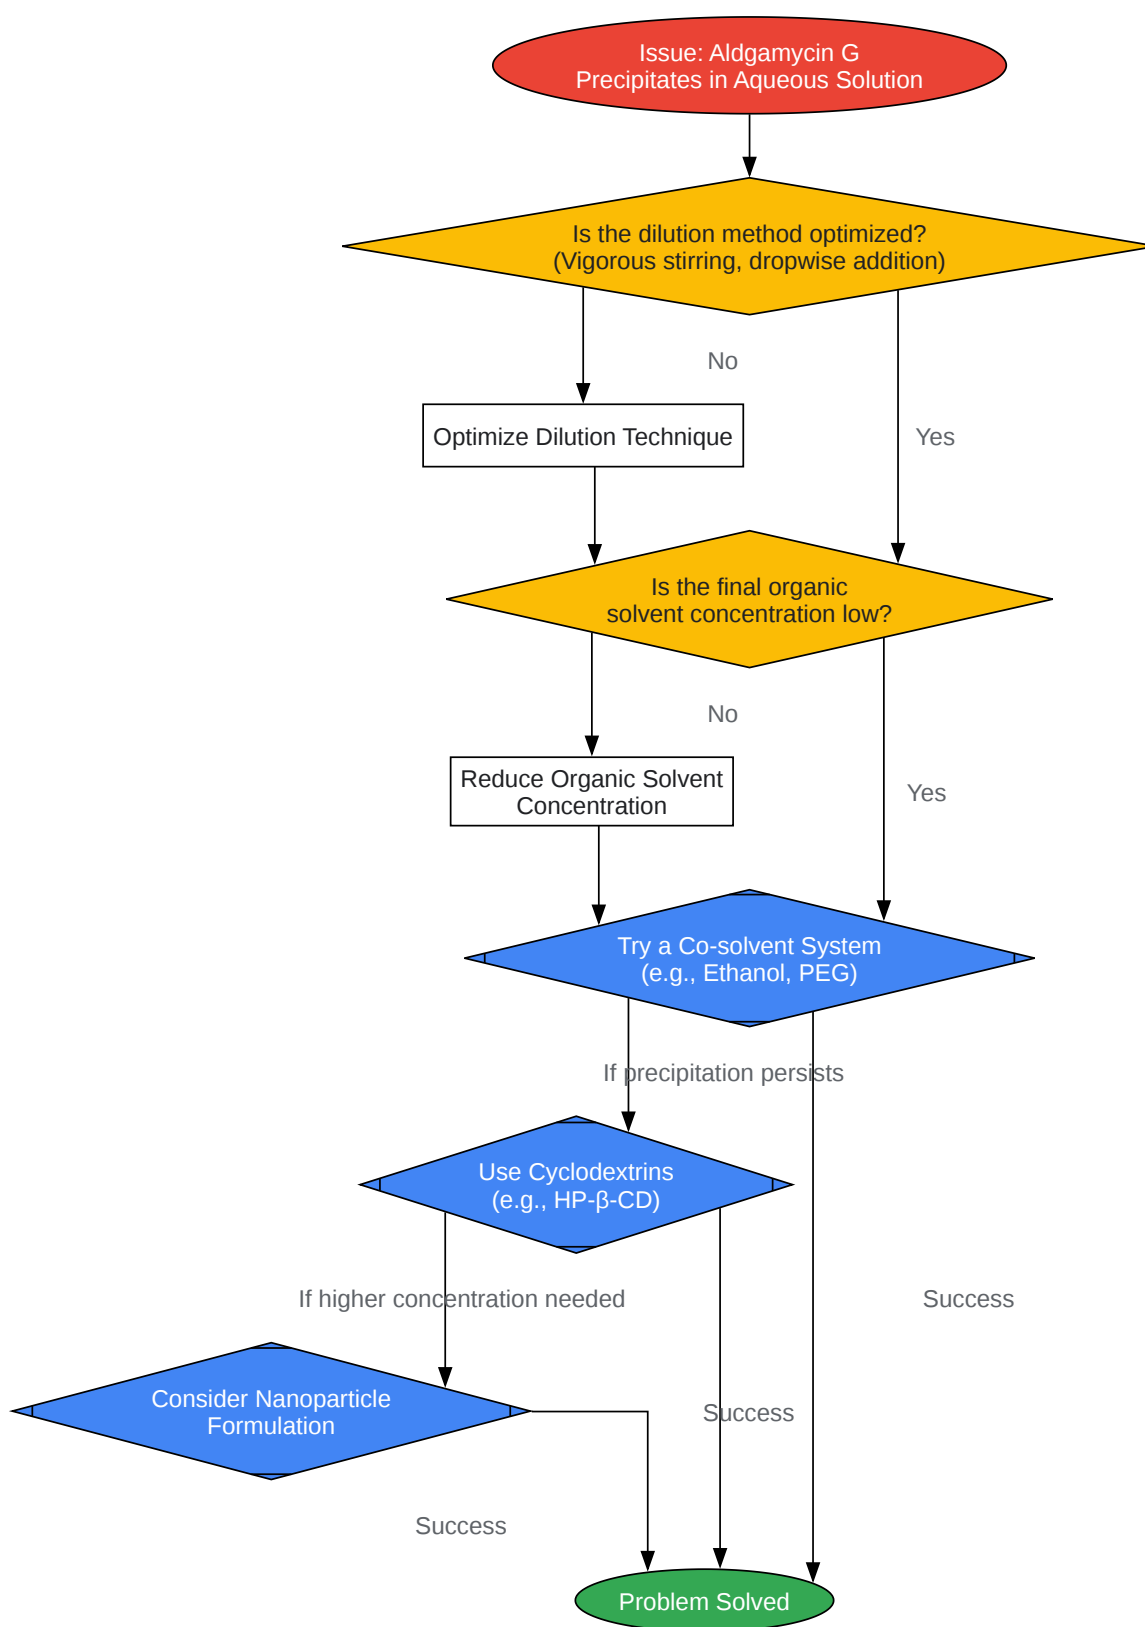 Issue: Aldgamycin G
Precipitates in Aqueous Solution
Is the dilution method optimized?
(Vigorous stirring, dropwise addition)
No
Optimize Dilution Technique
Yes
Is the final organic
solvent concentration low?
No
Reduce Organic Solvent
Concentration
Yes
Try a Co-solvent System
(e.g., Ethanol, PEG)
If precipitation persists
Use Cyclodextrins
(e.g., HP-β-CD)
If higher concentration needed
Success
Consider Nanoparticle
Formulation
Success
Success
Problem Solved